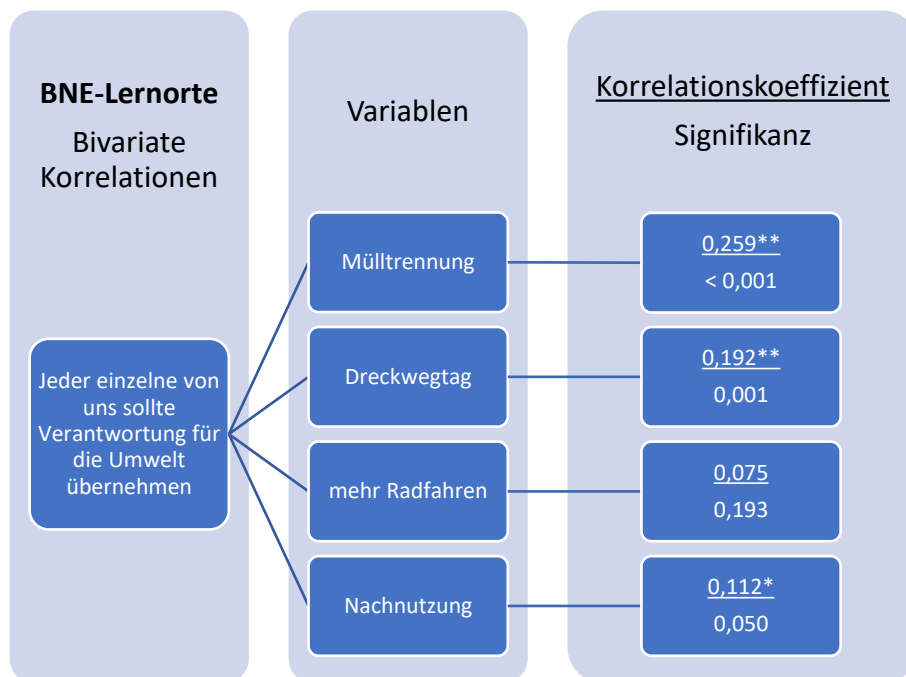 BNE-Lernorte
Bivariate
Korrelationen
Jeder einzelne von
uns sollte
Verantwortung für
die Umwelt
übernehmen
Variablen
Mülltrennung
Dreckwegtag
mehr Radfahren
Nachnutzung
Korrelationskoeffizient
Signifikanz
0,259**
< 0,001
0,192**
0,001
0,075
0,193
0,112*
0,050